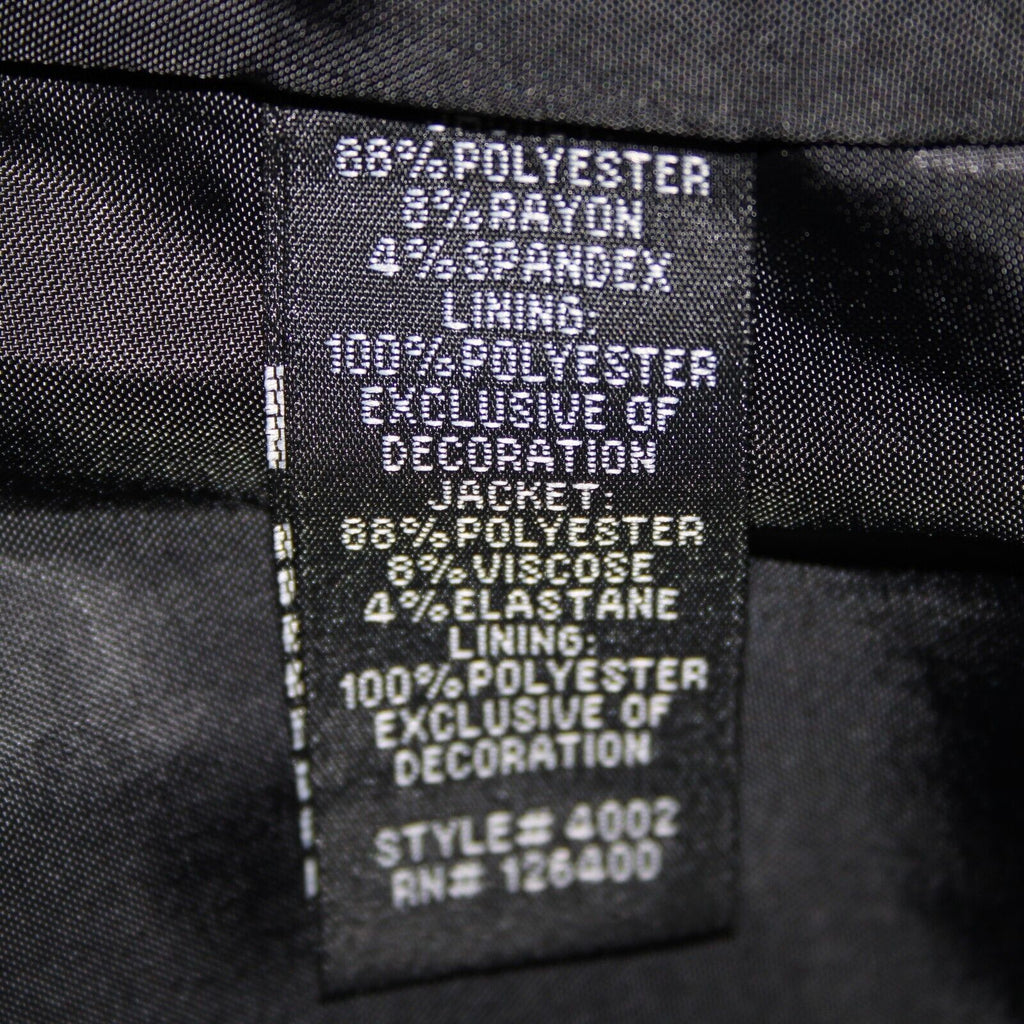 88% POLYESTER
8% RAYON
4% SPANDEX
LINING:
100% POLYESTER
EXCLUSIVE OF
DECORATION
JACKET:
88% POLYESTER
8% VISCOSE
4% ELASTANE
LINING:
100% POLYESTER
EXCLUSIVE OF
DECORATION
STYLE# 4002
RN# 126400